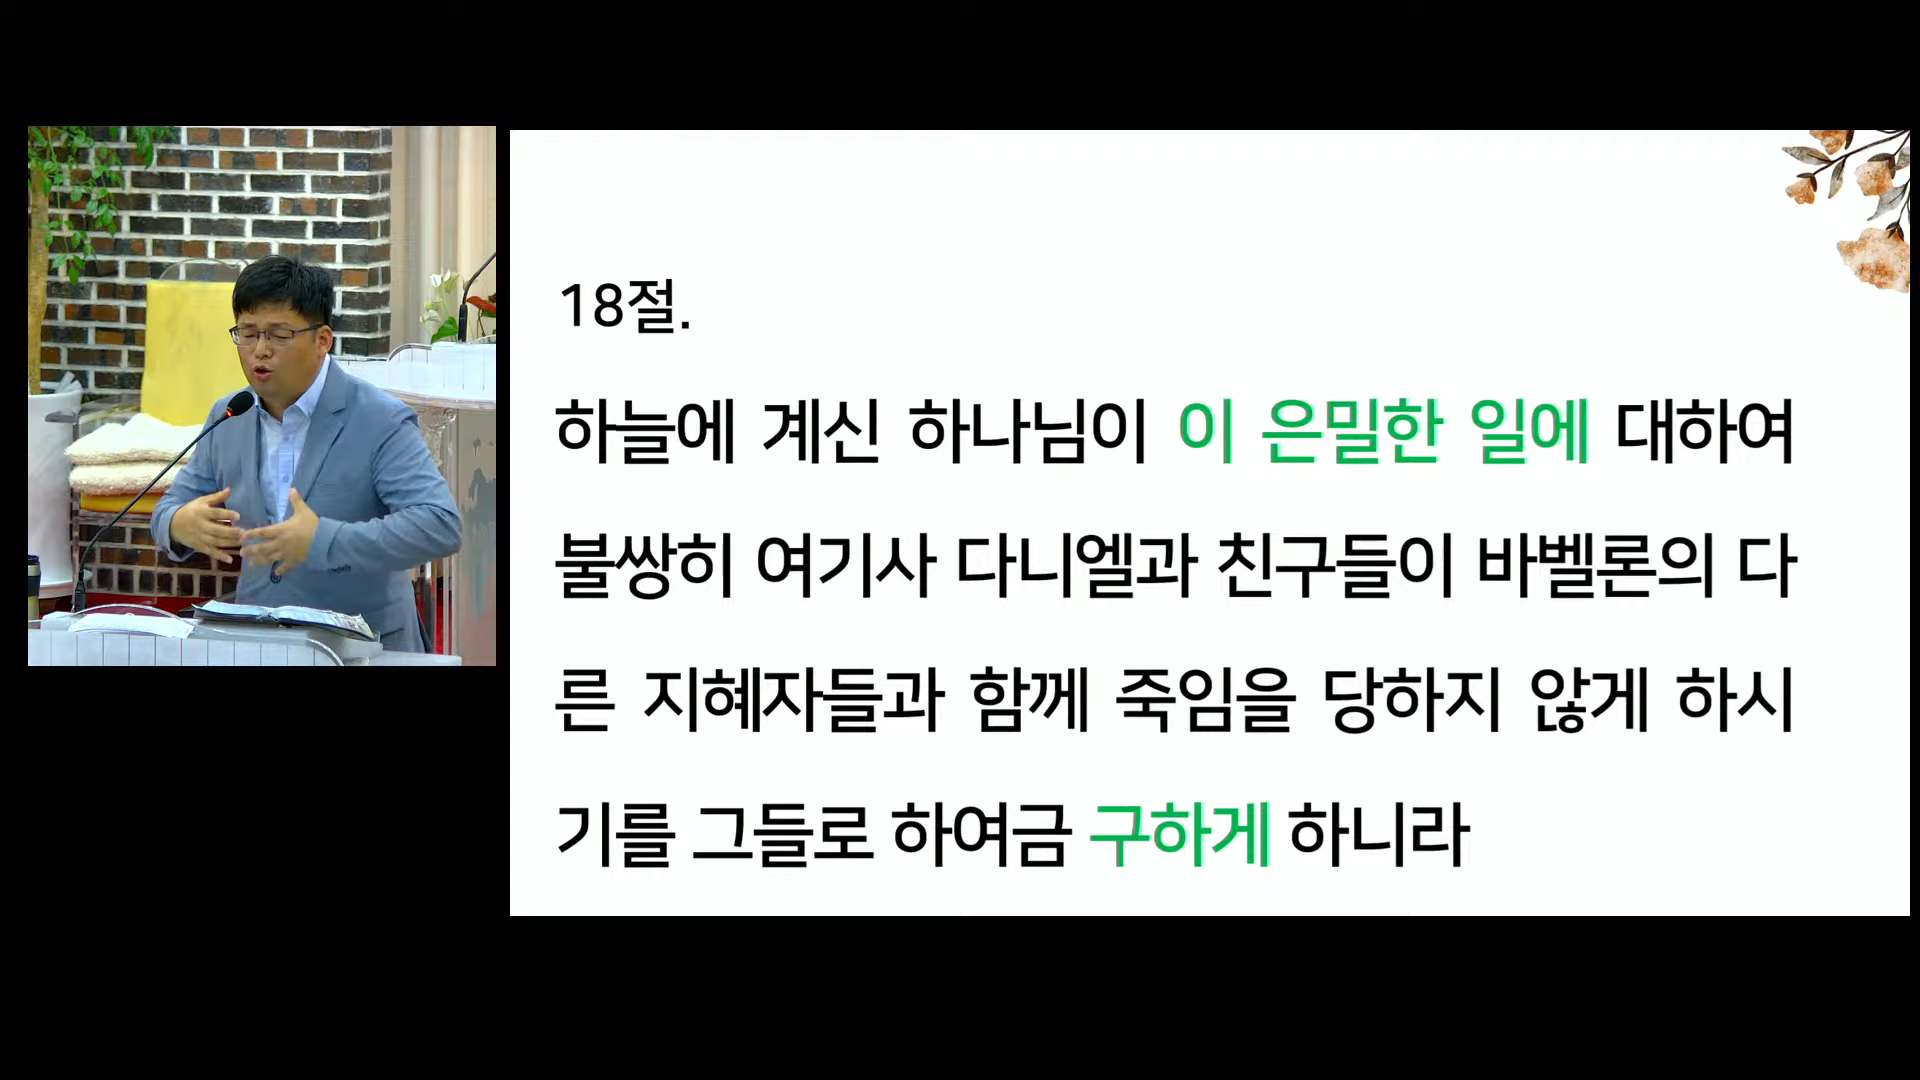 18절.
하늘에 계신 하나님이 이 은밀한 일에 대하여
불쌍히 여기사 다니엘과 친구들이 바벨론의 다
른 지혜자들과 함께 죽임을 당하지 않게 하시
기를 그들로 하여금 구하게 하니라